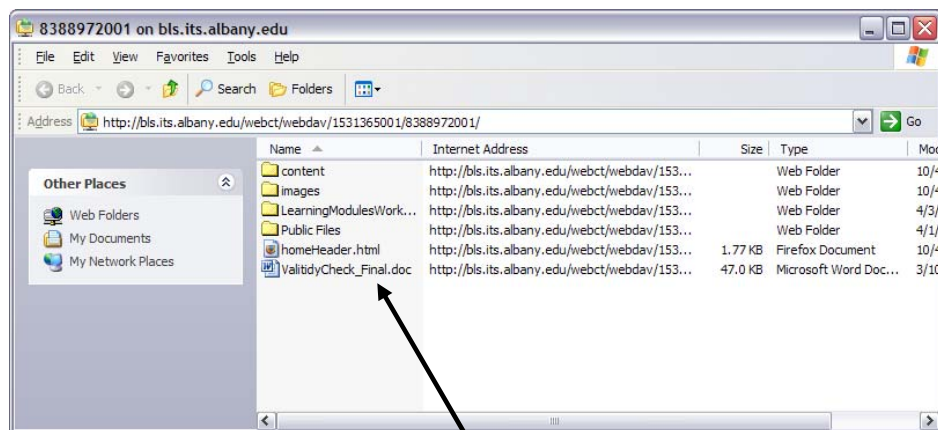 8388972001 on bls.its.albany.edu
File Edit View Favorites Tools Help
Back Search Folders
Address http://bls.its.albany.edu/webct/webdav/1531365001/8388972001/ Go
Name Internet Address Size Type Mo
Other Places
Web Folders
My Documents
My Network Places
content http://bls.its.albany.edu/webct/webdav/153... Web Folder 10/4
images http://bls.its.albany.edu/webct/webdav/153... Web Folder 10/4
LearningModulesWork... http://bls.its.albany.edu/webct/webdav/153... Web Folder 4/3/
Public Files http://bls.its.albany.edu/webct/webdav/153... Web Folder 4/1/
homeHeader.html http://bls.its.albany.edu/webct/webdav/153... 1.77 KB Firefox Document 10/4
ValitidyCheck_Final.doc http://bls.its.albany.edu/webct/webdav/153... 47.0 KB Microsoft Word Doc... 3/10